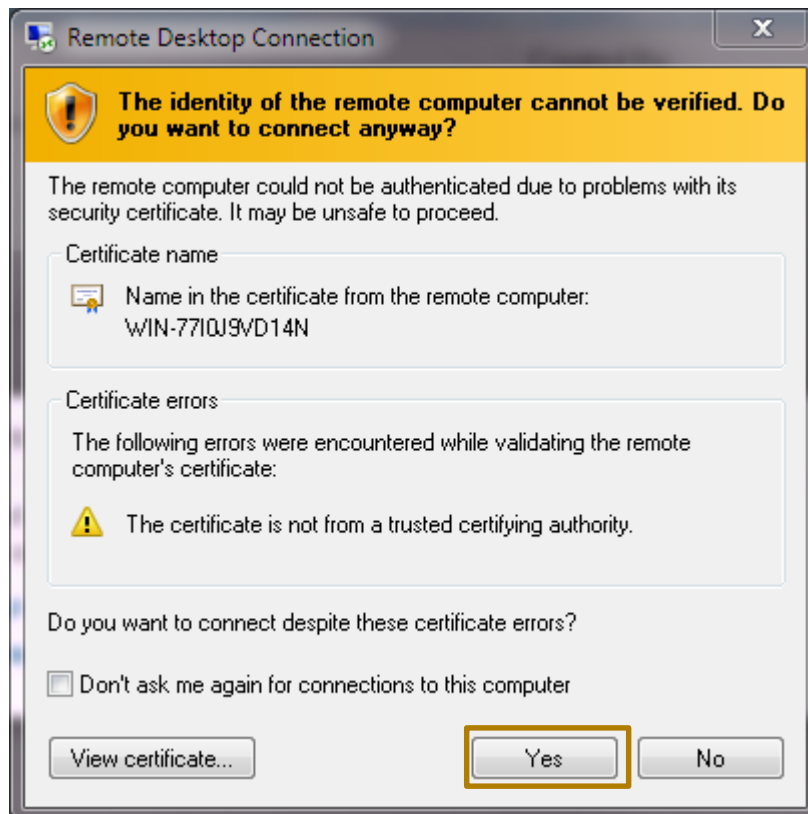 Remote Desktop Connection
The identity of the remote computer cannot be verified. Do
you want to connect anyway?
The remote computer could not be authenticated due to problems with its
security certificate. It may be unsafe to proceed.
Certificate name
Name in the certificate from the remote computer:
WIN-77I0J9VD14N
Certificate errors
The following errors were encountered while validating the remote
computer's certificate:
The certificate is not from a trusted certifying authority.
Do you want to connect despite these certificate errors?
Don't ask me again for connections to this computer
View certificate...
Yes
No